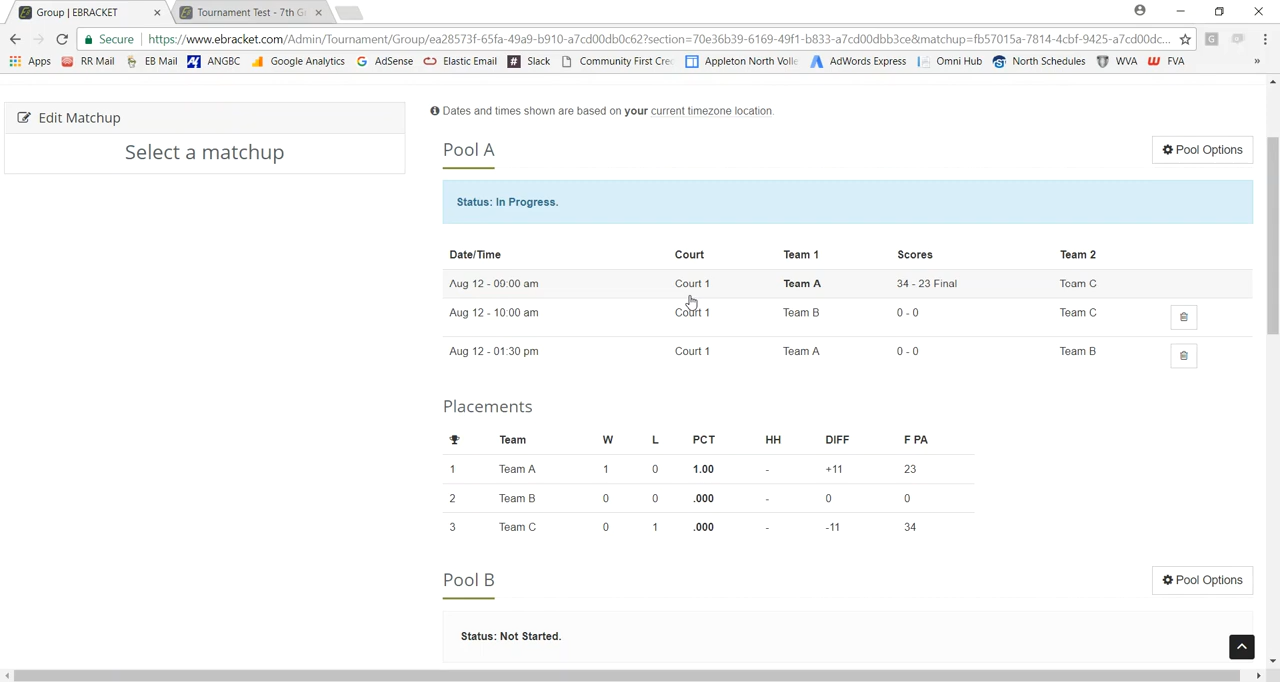 Group | EBRACKET
Tournament Test - 7th Gr
Secure
https://www.ebracket.com/Admin/Tournament/Group/ea28573f-65fa-49a9-b910-a7cd00db0c62?section=70e36b39-6169-49f1-b833-a7cd00dbb3ce&matchup=fb57015a-7814-4cbf-9425-a7cd00dc...
Apps RR Mail EB Mail ANGBC Google Analytics AdSense Elastic Email Slack Community First Cre Appleton North Volle AdWords Express Omni Hub North Schedules WVA FVA »
Edit Matchup
Select a matchup
Dates and times shown are based on your current timezone location.
Pool A
Pool Options
Status: In Progress.
Date/Time Court Team 1 Scores Team 2
Aug 12 - 00:00 am Court 1 Team A 34 - 23 Final Team C
Aug 12 - 10:00 am Court 1 Team B 0 - 0 Team C
Aug 12 - 01:30 pm Court 1 Team A 0 - 0 Team B
Placements
Team W L PCT HH DIFF F PA
1 Team A 1 0 1.00 - +11 23
2 Team B 0 0 .000 - 0 0
3 Team C 0 1 .000 - -11 34
Pool B
Pool Options
Status: Not Started.